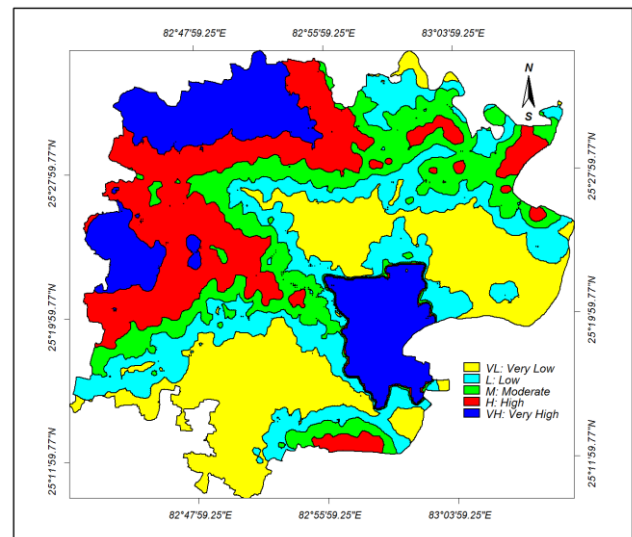 82°47'59.25"E 82°55'59.25"E 83°03'59.25"E
N
S
25°27'59.77"N 25°27'59.77"N
25°19'59.77"N 25°19'59.77"N
VL: Very Low
L: Low
M: Moderate
H: High
VH: Very High
25°11'59.77"N 25°11'59.77"N
82°47'59.25"E 82°55'59.25"E 83°03'59.25"E